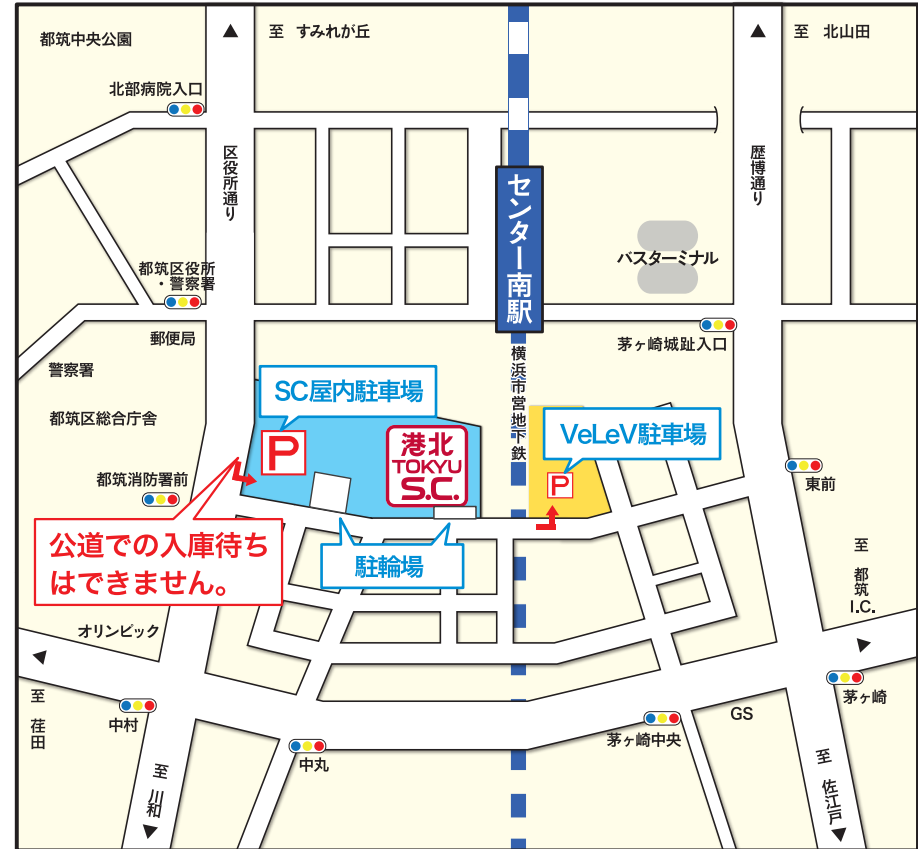 都筑中央公園
至 すみれが丘
至 北山田
北部病院入口
区役所通り
歴博通り
センター南駅
バスターミナル
都筑区役所
・警察署
郵便局
茅ヶ崎城趾入口
横浜市営地下鉄
警察署
都筑区総合庁舎
SC屋内駐車場
P
港北
TOKYU
S.C.
VeLeV駐車場
P
都筑消防署前
東前
公道での入庫待ち
はできません。
駐輪場
至 都筑I.C.
オリンピック
至 荏田
中村
中丸
茅ヶ崎中央
GS
茅ヶ崎
至 川和
至 佐江戸